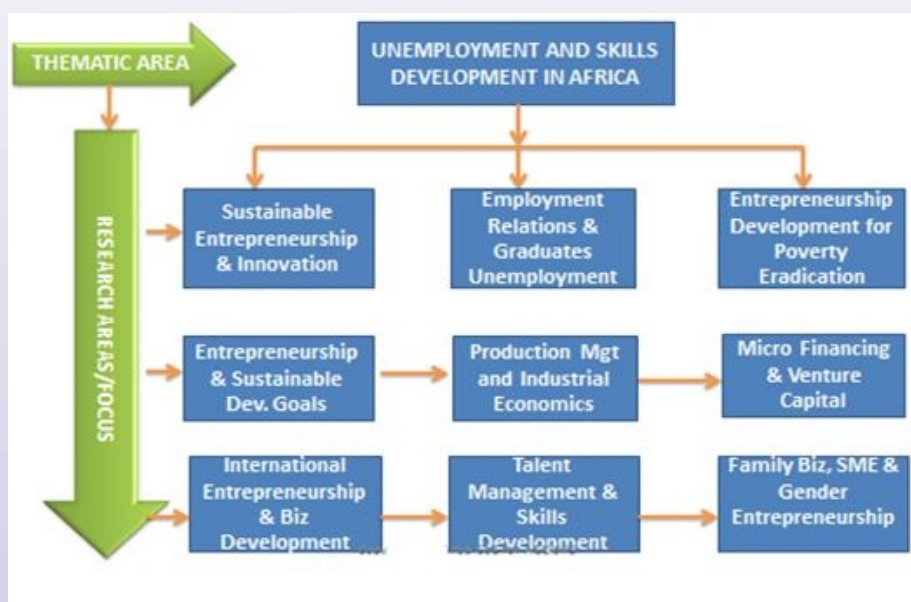 THEMATIC AREA
UNEMPLOYMENT AND SKILLS
DEVELOPMENT IN AFRICA
RESEARCH AREAS/FOCUS
Sustainable
Entrepreneurship
& Innovation
Employment
Relations &
Graduates
Unemployment
Entrepreneurship
Development for
Poverty
Eradication
Entrepreneurship
& Sustainable
Dev. Goals
Production Mgt
and Industrial
Economics
Micro Financing
& Venture
Capital
International
Entrepreneurship
& Biz
Development
Talent
Management &
Skills
Development
Family Biz, SME &
Gender
Entrepreneurship